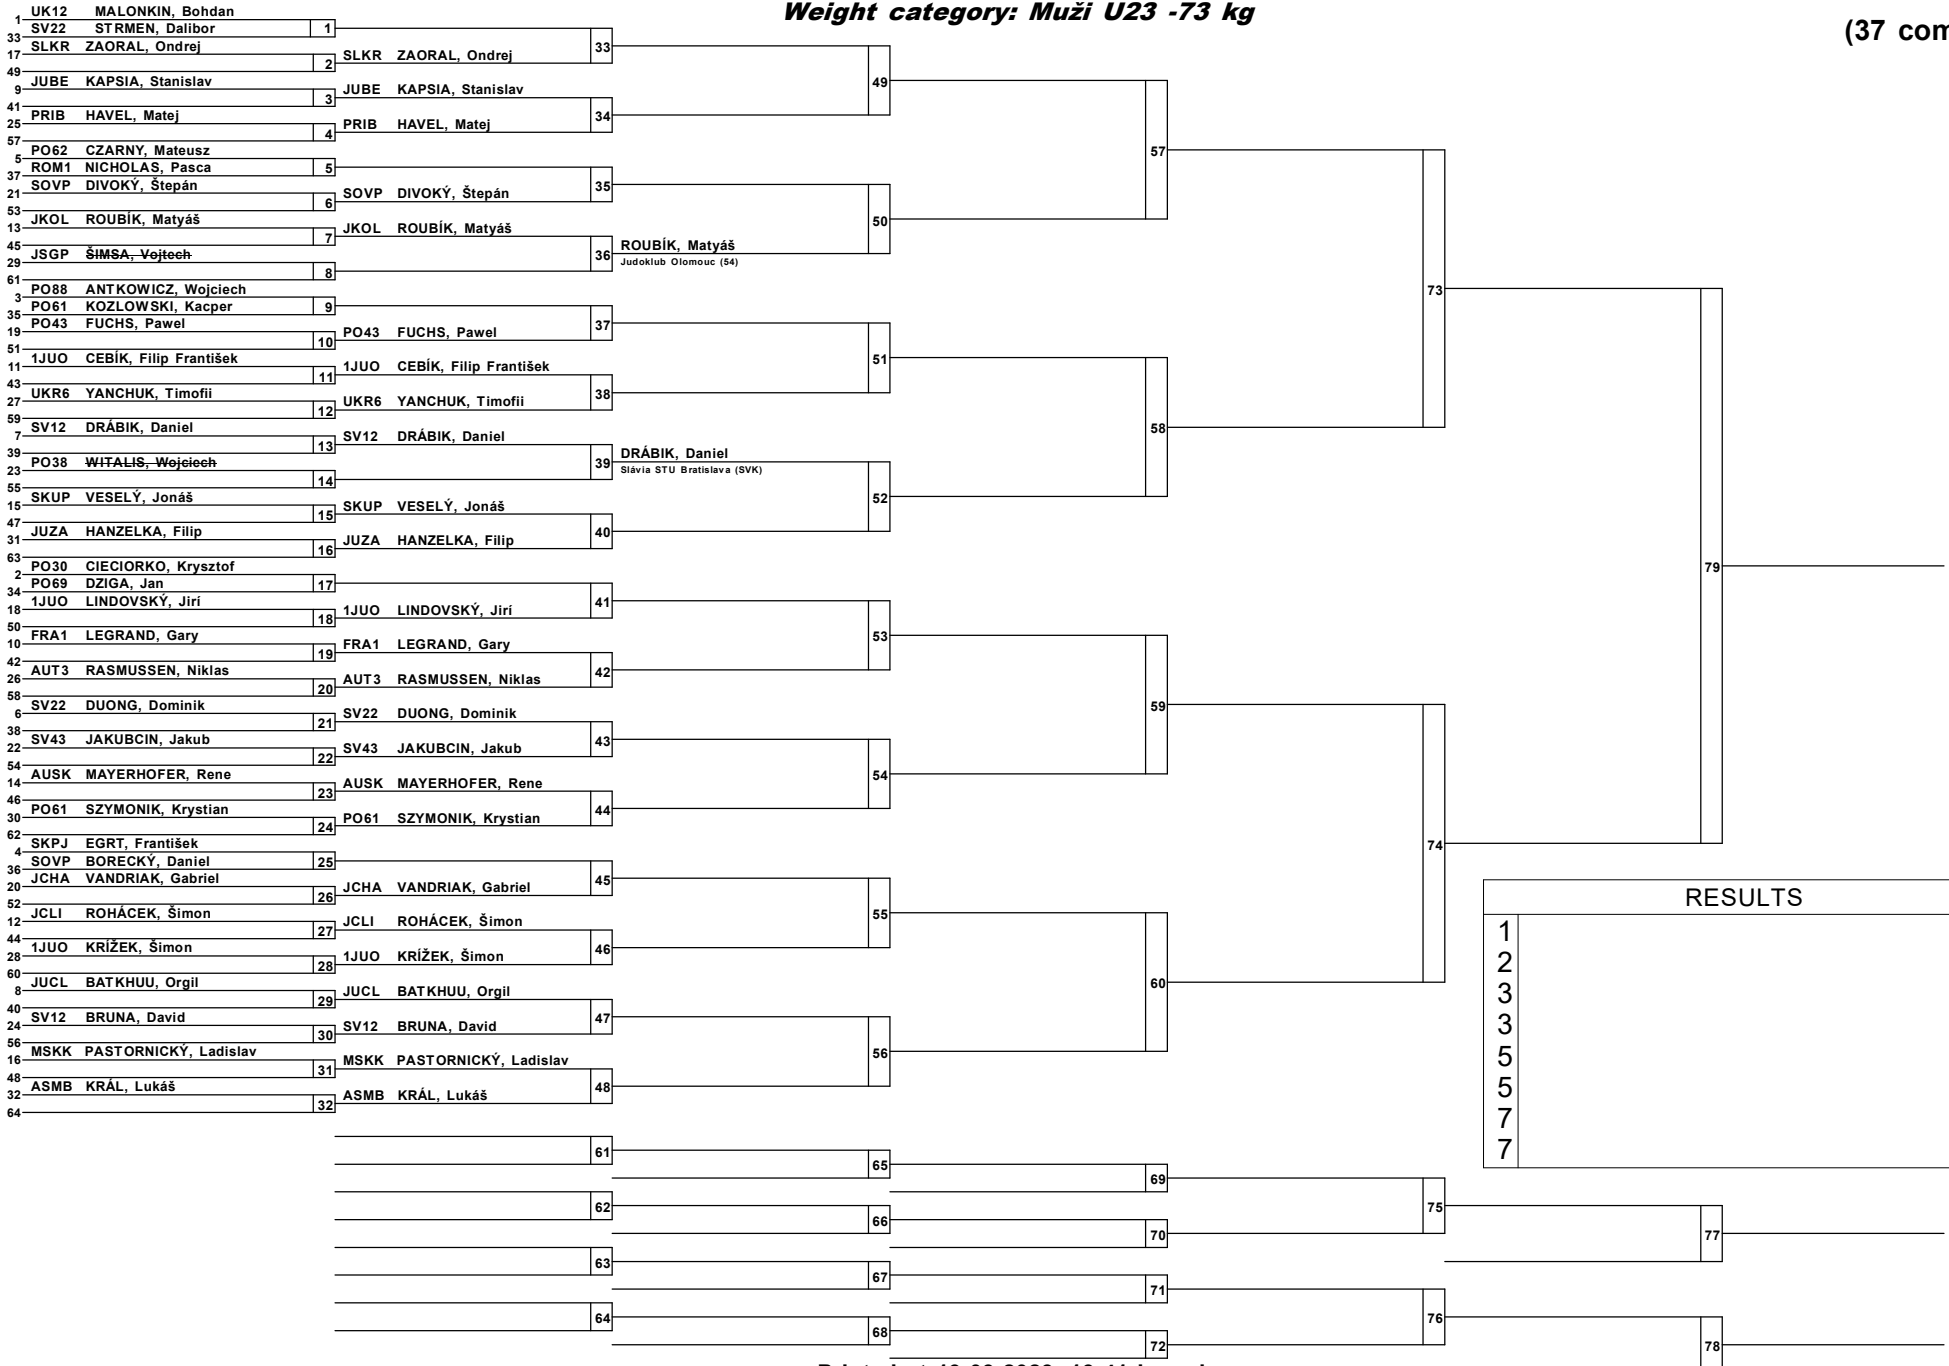 Weight category: Muži U23 -73 kg
(37 com
1 UK12 MALONKIN, Bohdan
33 SV22 STRMEN, Dalibor 1
17 SLKR ZAORAL, Ondrej
49 2
9 JUBE KAPSIA, Stanislav
41 3
25 PRIB HAVEL, Matej
57 4
5 PO62 CZARNY, Mateusz
37 ROM1 NICHOLAS, Pasca 5
21 SOVP DIVOKÝ, Štepán
53 6
13 JKOL ROUBÍK, Matyáš
45 7
29 JSGP ŠIMSA, Vojtech
61 8
3 PO88 ANTKOWICZ, Wojciech
35 PO61 KOZLOWSKI, Kacper 9
19 PO43 FUCHS, Pawel
51 10
11 1JUO CEBÍK, Filip František
43 11
27 UKR6 YANCHUK, Timofii
59 12
7 SV12 DRÁBIK, Daniel
39 13
23 PO38 WITALIS, Wojciech
55 14
15 SKUP VESELÝ, Jonáš
47 15
31 JUZA HANZELKA, Filip
63 16
2 PO30 CIECIORKO, Krysztof
34 PO69 DZIGA, Jan 17
18 1JUO LINDOVSKÝ, Jirí
50 18
10 FRA1 LEGRAND, Gary
42 19
26 AUT3 RASMUSSEN, Niklas
58 20
6 SV22 DUONG, Dominik
38 21
22 SV43 JAKUBCIN, Jakub
54 22
14 AUSK MAYERHOFER, Rene
46 23
30 PO61 SZYMONIK, Krystian
62 24
4 SKPJ EGRT, František
36 SOVP BORECKÝ, Daniel 25
20 JCHA VANDRIAK, Gabriel
52 26
12 JCLI ROHÁCEK, Šimon
44 27
28 1JUO KRÍŽEK, Šimon
60 28
8 JUCL BATKHUU, Orgil
40 29
24 SV12 BRUNA, David
56 30
16 MSKK PASTORNICKÝ, Ladislav
48 31
32 ASMB KRÁL, Lukáš
64 32
SLKR ZAORAL, Ondrej 33
JUBE KAPSIA, Stanislav
PRIB HAVEL, Matej 34
SOVP DIVOKÝ, Štepán 35
JKOL ROUBÍK, Matyáš
36
PO43 FUCHS, Pawel 37
1JUO CEBÍK, Filip František
UKR6 YANCHUK, Timofii 38
SV12 DRÁBIK, Daniel
39
SKUP VESELÝ, Jonáš
JUZA HANZELKA, Filip 40
1JUO LINDOVSKÝ, Jirí 41
FRA1 LEGRAND, Gary
AUT3 RASMUSSEN, Niklas 42
SV22 DUONG, Dominik
SV43 JAKUBCIN, Jakub 43
AUSK MAYERHOFER, Rene
PO61 SZYMONIK, Krystian 44
JCHA VANDRIAK, Gabriel 45
JCLI ROHÁCEK, Šimon
1JUO KRÍŽEK, Šimon 46
JUCL BATKHUU, Orgil
SV12 BRUNA, David 47
MSKK PASTORNICKÝ, Ladislav
ASMB KRÁL, Lukáš 48
61
62
63
64
49
50
ROUBÍK, Matyáš
Judoklub Olomouc (54)
51
DRÁBIK, Daniel
Slávia STU Bratislava (SVK)
52
53
54
55
56
65
66
67
68
57
58
59
60
69
70
71
72
73
74
75
76
79
77
78
RESULTS
1
2
3
3
5
5
7
7